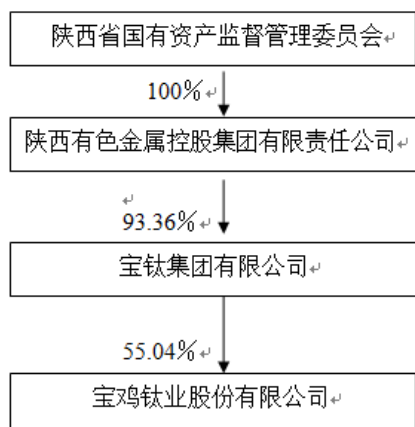 陕西省国有资产监督管理委员会
100%
陕西有色金属控股集团有限责任公司
93.36%
宝钛集团有限公司
55.04%
宝鸡钛业股份有限公司